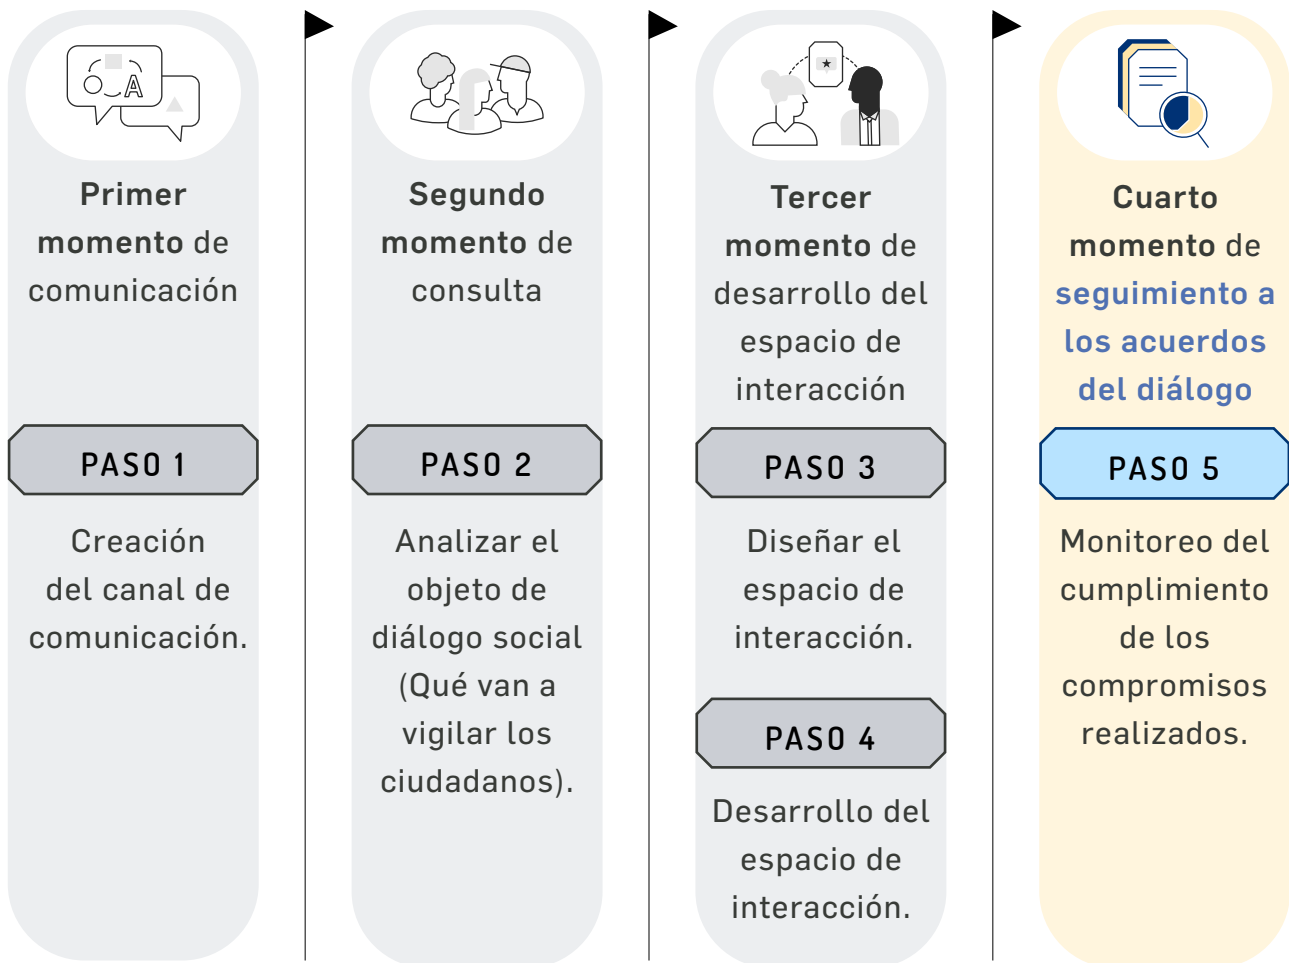 A
Primer
momento de
comunicación
PASO 1
Creación
del canal de
comunicación.
Segundo
momento de
consulta
PASO 2
Analizar el
objeto de
diálogo social
(Qué van a
vigilar los
ciudadanos).
Tercer
momento de
desarrollo del
espacio de
interacción
PASO 3
Diseñar el
espacio de
interacción.
PASO 4
Desarrollo del
espacio de
interacción.
Cuarto
momento de
seguimiento a
los acuerdos
del diálogo
PASO 5
Monitoreo del
cumplimiento
de los
compromisos
realizados.